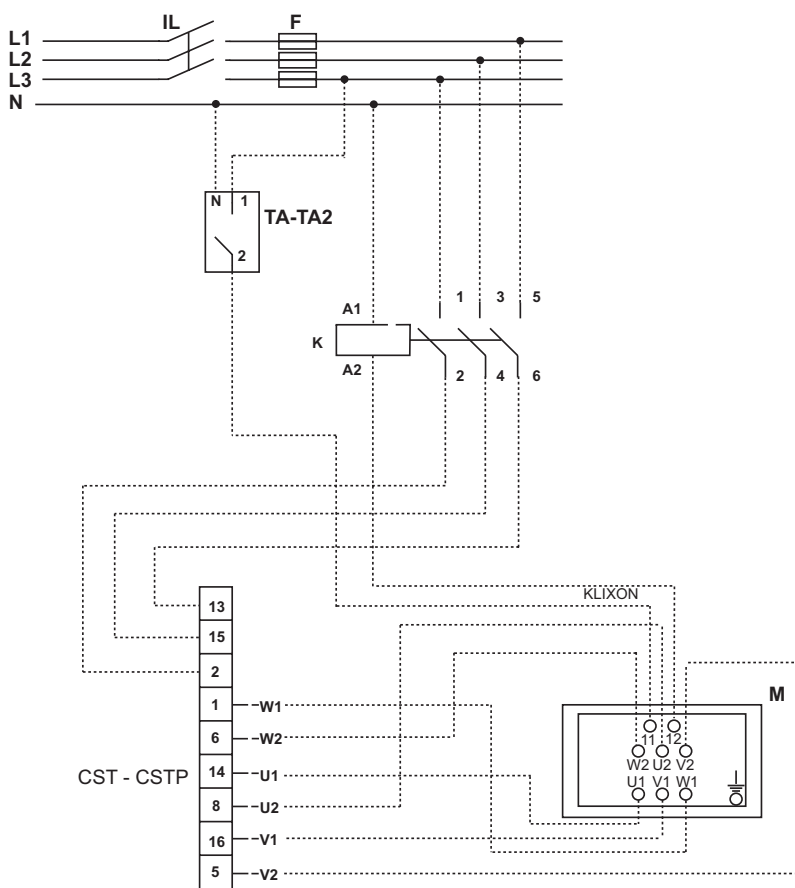 IL F
L1
L2
L3
N
N 1
TA-TA2
2
1 3 5
A1
K
A2
2 4 6
KLIXON
13
15
2
1 W1
6 W2
CST - CSTP
14 U1
8 U2
16 V1
5 V2
M
11 12
W2 U2 V2
U1 V1 W1